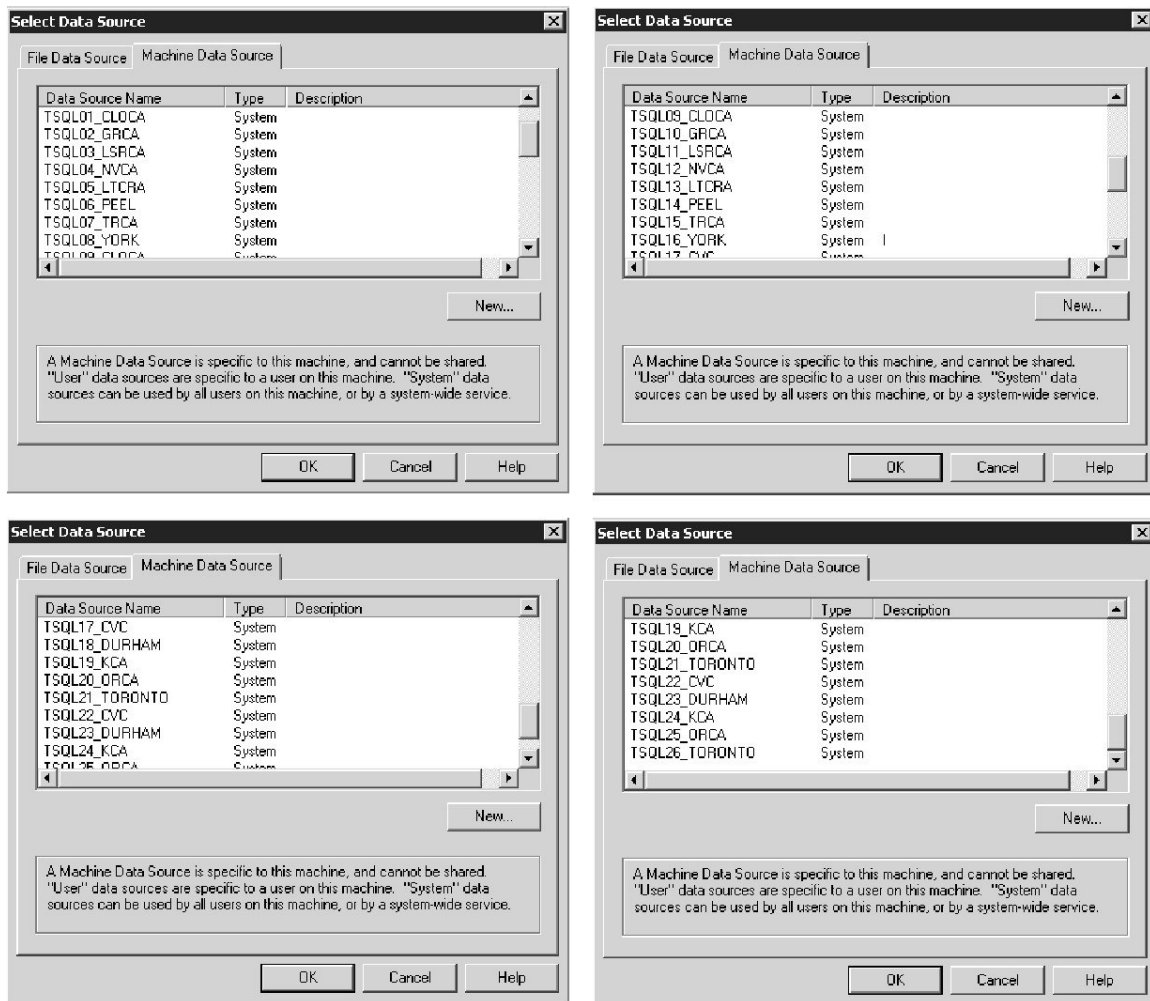 Select Data Source
File Data Source Machine Data Source
Data Source Name Type Description
TSQL01_CLOCA System
TSQL02_GRCA System
TSQL03_LSRCA System
TSQL04_NVCA System
TSQL05_LTCRA System
TSQL06_PEEL System
TSQL07_TRCA System
TSQL08_YORK System
TSQL09_CLOCA System
New...
A Machine Data Source is specific to this machine, and cannot be shared.
"User" data sources are specific to a user on this machine. "System" data
sources can be used by all users on this machine, or by a system-wide service.
OK Cancel Help
Select Data Source
File Data Source Machine Data Source
Data Source Name Type Description
TSQL09_CLOCA System
TSQL10_GRCA System
TSQL11_LSRCA System
TSQL12_NVCA System
TSQL13_LTCRA System
TSQL14_PEEL System
TSQL15_TRCA System
TSQL16_YORK System
TSQL17_CVC System
New...
A Machine Data Source is specific to this machine, and cannot be shared.
"User" data sources are specific to a user on this machine. "System" data
sources can be used by all users on this machine, or by a system-wide service.
OK Cancel Help
Select Data Source
File Data Source Machine Data Source
Data Source Name Type Description
TSQL17_CVC System
TSQL18_DURHAM System
TSQL19_KCA System
TSQL20_ORCA System
TSQL21_TORONTO System
TSQL22_CVC System
TSQL23_DURHAM System
TSQL24_KCA System
TSQL25_ORCA System
New...
A Machine Data Source is specific to this machine, and cannot be shared.
"User" data sources are specific to a user on this machine. "System" data
sources can be used by all users on this machine, or by a system-wide service.
OK Cancel Help
Select Data Source
File Data Source Machine Data Source
Data Source Name Type Description
TSQL19_KCA System
TSQL20_ORCA System
TSQL21_TORONTO System
TSQL22_CVC System
TSQL23_DURHAM System
TSQL24_KCA System
TSQL25_ORCA System
TSQL26_TORONTO System
New...
A Machine Data Source is specific to this machine, and cannot be shared.
"User" data sources are specific to a user on this machine. "System" data
sources can be used by all users on this machine, or by a system-wide service.
OK Cancel Help